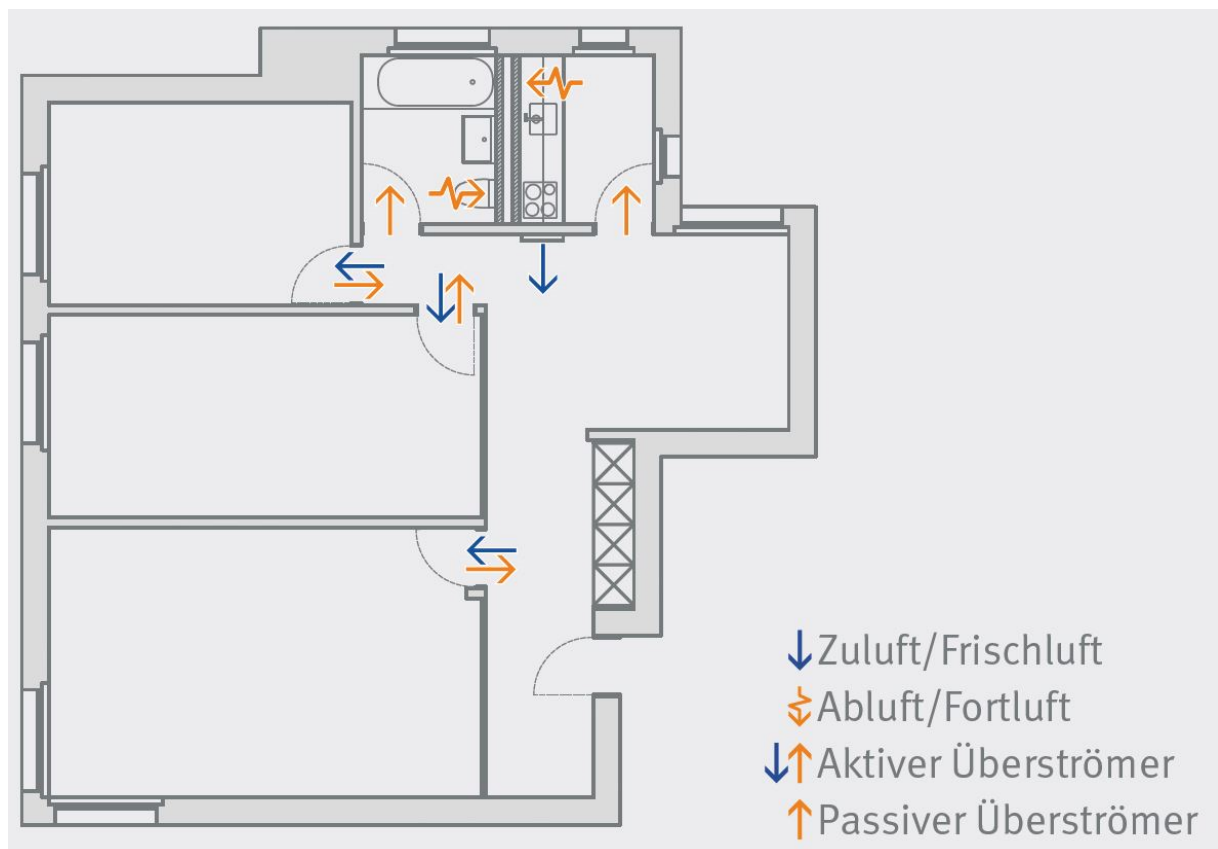 Zuluft/Frischluft
Abluft/Fortluft
Aktiver Überströmer
Passiver Überströmer